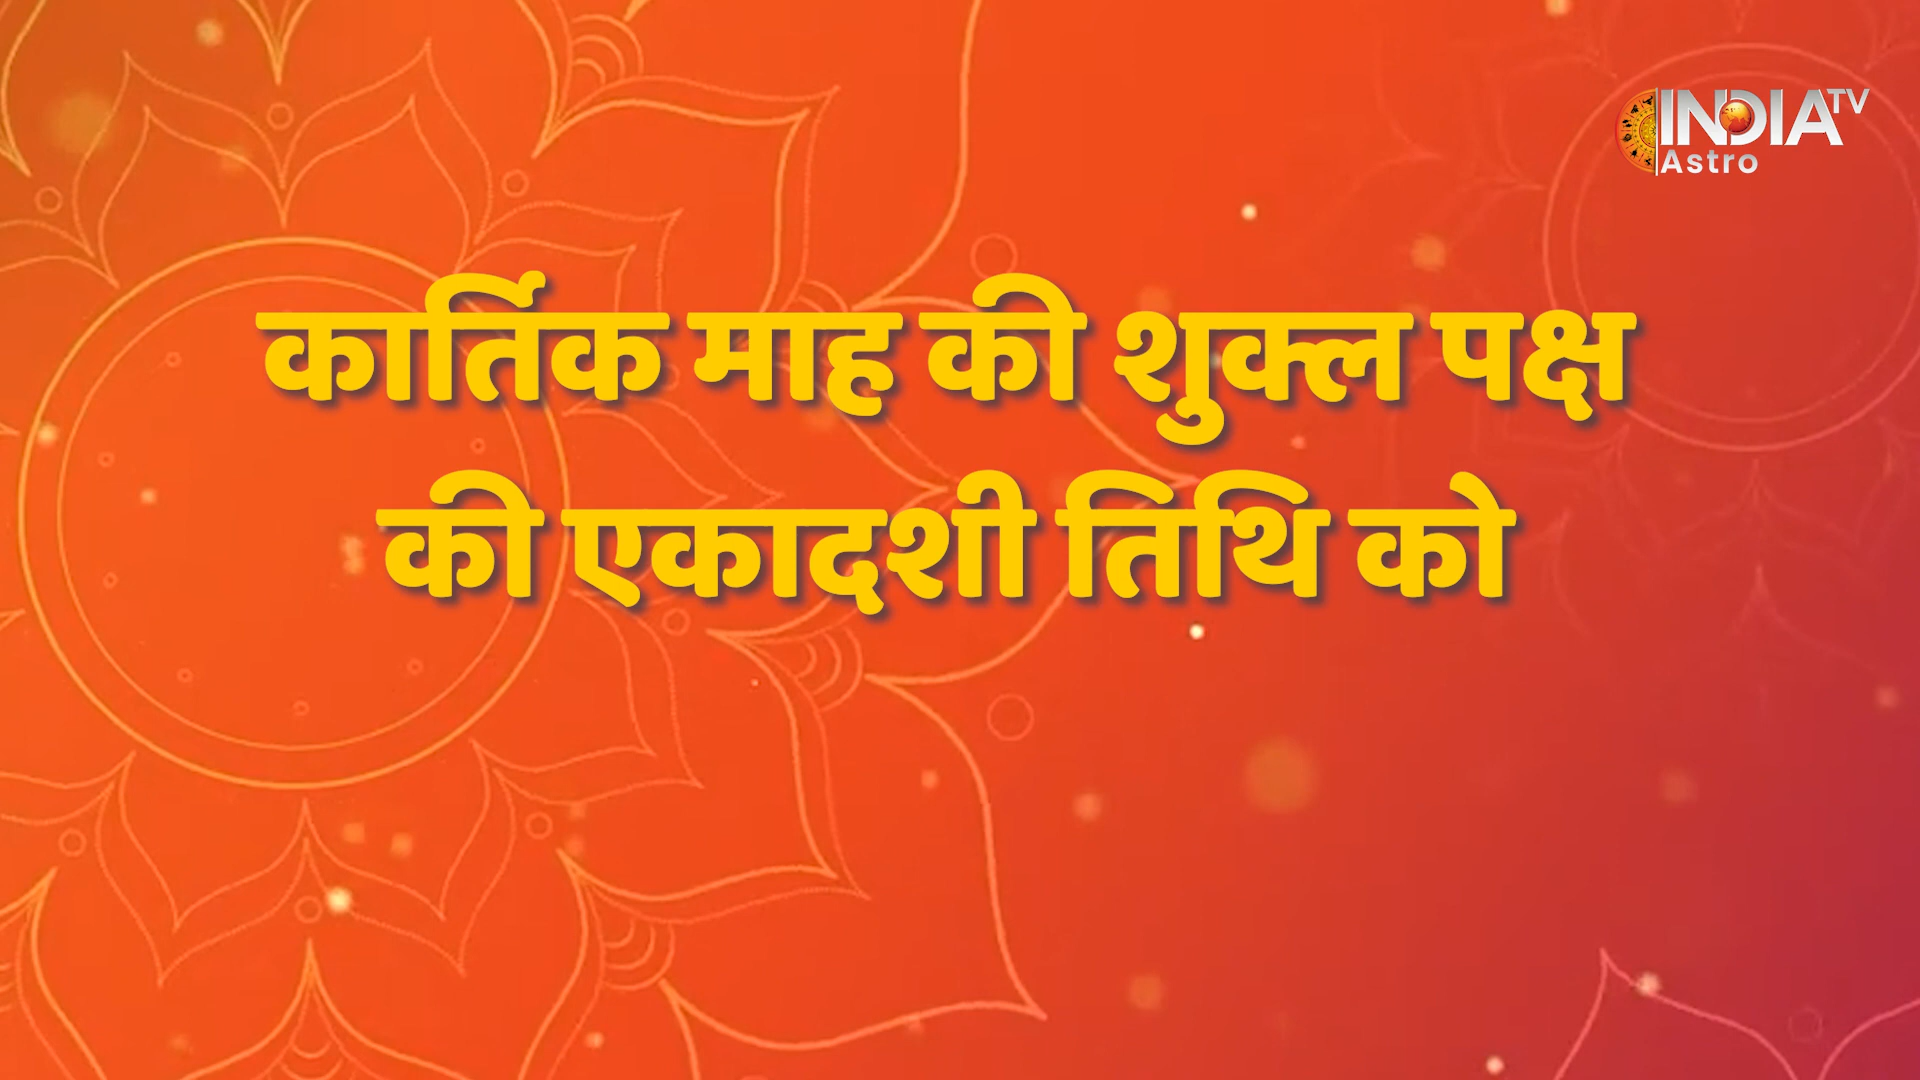 INDIA TV
Astro
कार्तिक माह की शुक्ल पक्ष
की एकादशी तिथि को